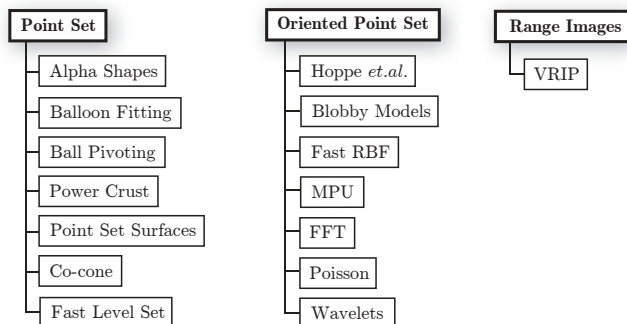 Point Set
Alpha Shapes
Balloon Fitting
Ball Pivoting
Power Crust
Point Set Surfaces
Co-cone
Fast Level Set
Oriented Point Set
Hoppe et.al.
Blobby Models
Fast RBF
MPU
FFT
Poisson
Wavelets
Range Images
VRIP